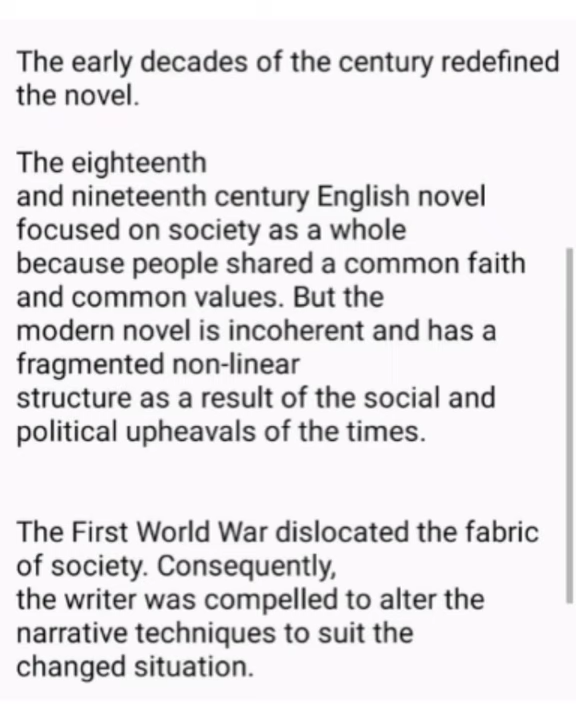 The early decades of the century redefined
the novel.
The eighteenth
and nineteenth century English novel
focused on society as a whole
because people shared a common faith
and common values. But the
modern novel is incoherent and has a
fragmented non-linear
structure as a result of the social and
political upheavals of the times.
The First World War dislocated the fabric
of society. Consequently,
the writer was compelled to alter the
narrative techniques to suit the
changed situation.